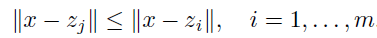 ‖x − z_j‖ ≤ ‖x − z_i‖, i = 1, . . . , m